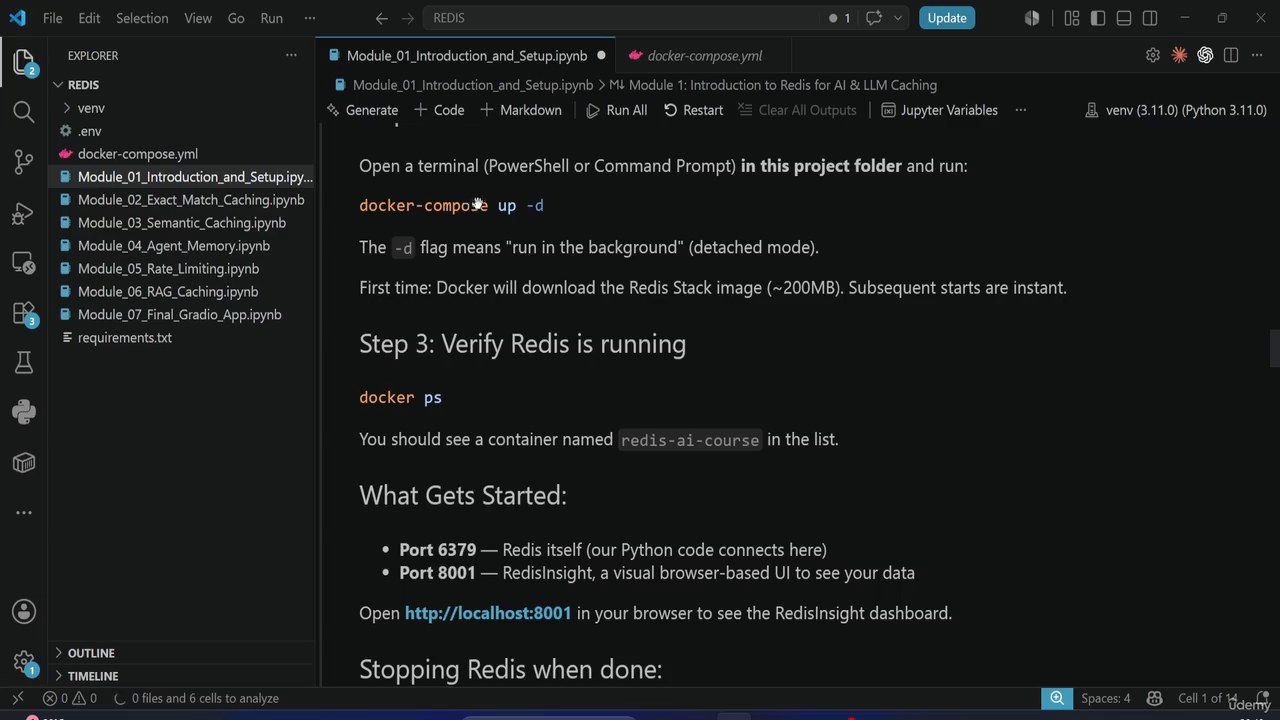 File Edit Selection View Go Run ··· REDIS 1 Update
EXPLORER ···
REDIS
venv
.env
docker-compose.yml
Module_01_Introduction_and_Setup.ipy...
Module_02_Exact_Match_Caching.ipynb
Module_03_Semantic_Caching.ipynb
Module_04_Agent_Memory.ipynb
Module_05_Rate_Limiting.ipynb
Module_06_RAG_Caching.ipynb
Module_07_Final_Gradio_App.ipynb
requirements.txt
OUTLINE
TIMELINE
2
3
1
Module_01_Introduction_and_Setup.ipynb docker-compose.yml
Module_01_Introduction_and_Setup.ipynb > M↓ Module 1: Introduction to Redis for AI & LLM Caching
Generate + Code + Markdown Run All Restart Clear All Outputs Jupyter Variables ··· venv (3.11.0) (Python 3.11.0)
Open a terminal (PowerShell or Command Prompt) in this project folder and run:
docker-compose up -d
The -d flag means "run in the background" (detached mode).
First time: Docker will download the Redis Stack image (~200MB). Subsequent starts are instant.
Step 3: Verify Redis is running
docker ps
You should see a container named redis-ai-course in the list.
What Gets Started:
• Port 6379 — Redis itself (our Python code connects here)
• Port 8001 — RedisInsight, a visual browser-based UI to see your data
Open http://localhost:8001 in your browser to see the RedisInsight dashboard.
Stopping Redis when done:
0 0 0 files and 6 cells to analyze Spaces: 4 Cell 1 of 14
udemy